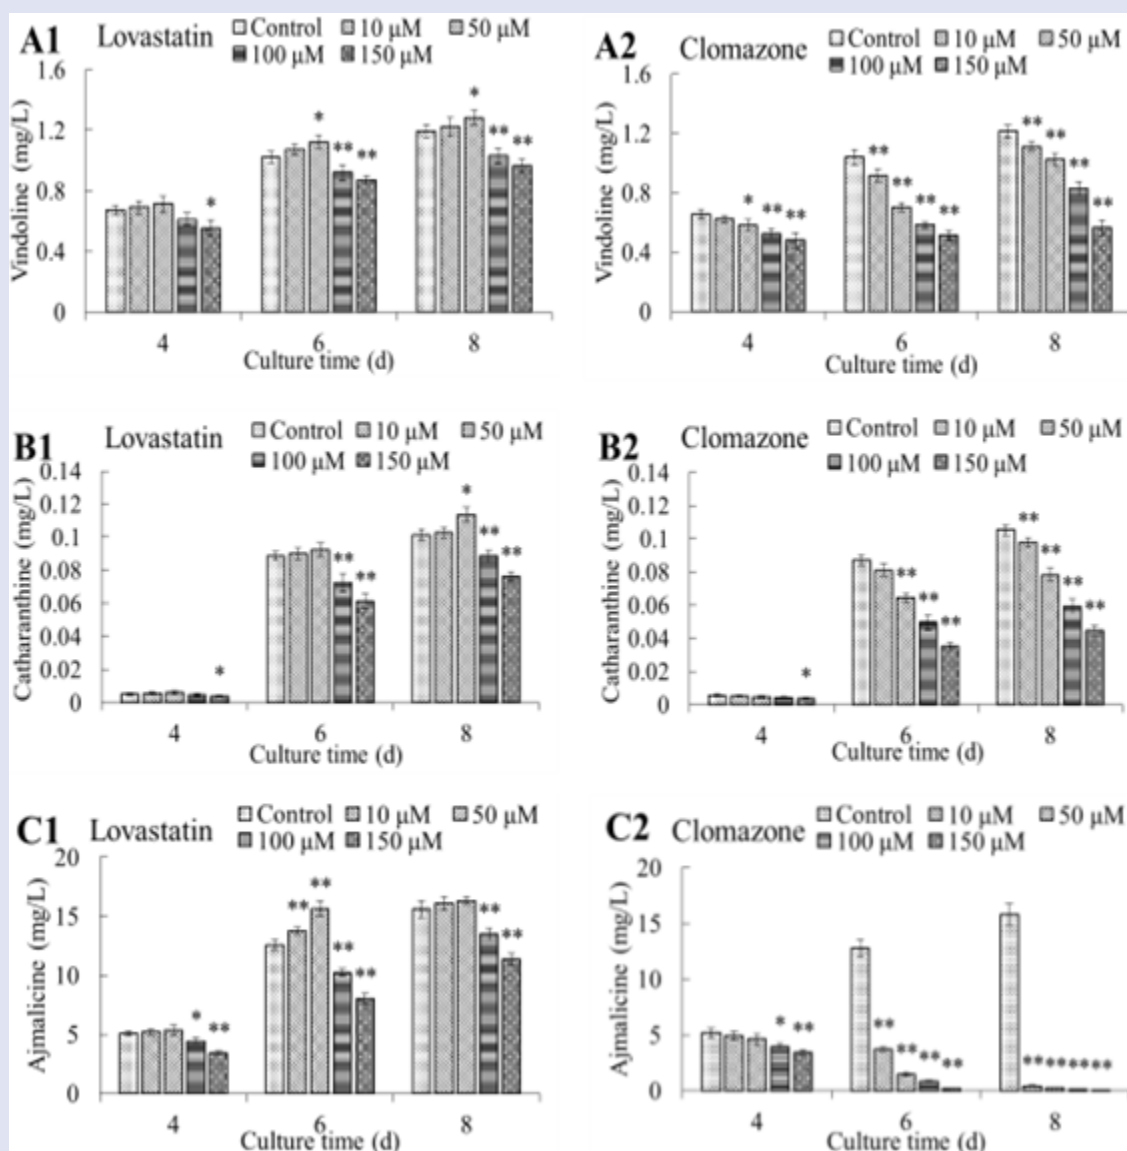 A1 Lovastatin Control 10 μM 50 μM
100 μM 150 μM
Vindoline (mg/L)
1.6
1.2
*
*
**
**
**
**
0.8
*
0.4
0
4 6 8
Culture time (d)
A2 Clomazone Control 10 μM 50 μM
100 μM 150 μM
Vindoline (mg/L)
1.6
1.2
**
**
**
**
**
**
**
**
0.8
*
**
**
0.4
0
4 6 8
Culture time (d)
B1 Lovastatin Control 10 μM 50 μM
100 μM 150 μM
Catharanthine (mg/L)
0.14
0.12
*
0.1
**
**
0.08
**
**
0.06
0.04
0.02
*
0
4 6 8
Culture time (d)
B2 Clomazone Control 10 μM 50 μM
100 μM 150 μM
Catharanthine (mg/L)
0.14
0.12
**
0.1
**
0.08
**
**
0.06
**
**
0.04
**
0.02
*
0
4 6 8
Culture time (d)
C1 Lovastatin Control 10 μM 50 μM
100 μM 150 μM
Ajmalicine (mg/L)
20
**
**
15
**
**
**
10
**
5
*
**
0
4 6 8
Culture time (d)
C2 Clomazone Control 10 μM 50 μM
100 μM 150 μM
Ajmalicine (mg/L)
20
15
10
5
*
**
**
**
**
**
**
**
**
**
0
4 6 8
Culture time (d)